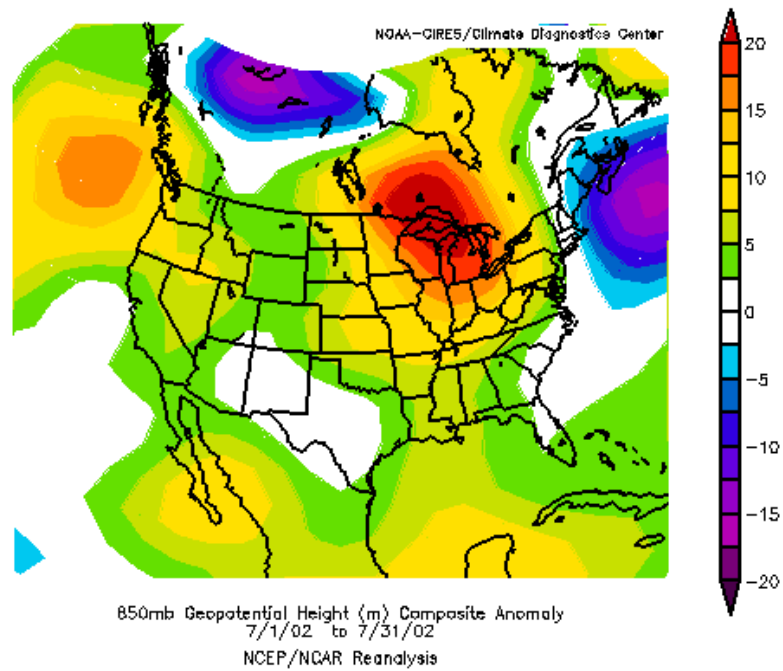 NOAA-CIRES/Climate Diagnostics Center
20
15
10
5
0
-5
-10
-15
-20
850mb Geopotential Height (m) Composite Anomaly
7/1/02 to 7/31/02
NCEP/NCAR Reanalysis